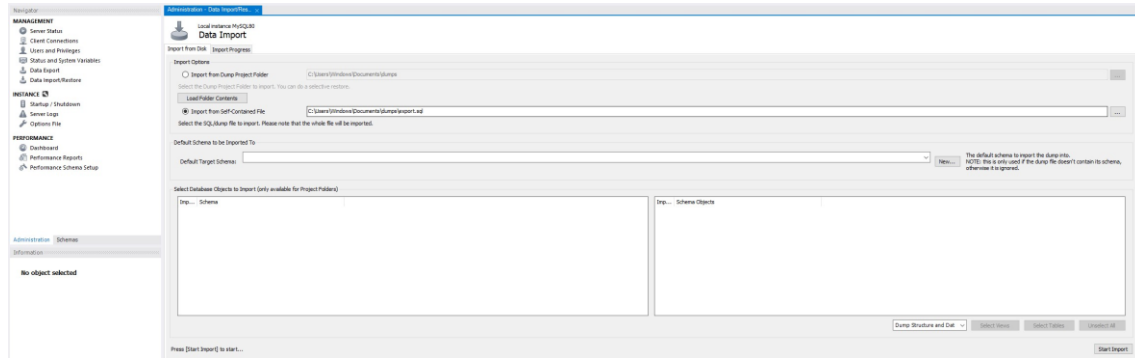 Navigator
MANAGEMENT
Server Status
Client Connections
Users and Privileges
Status and System Variables
Data Export
Data Import/Restore
INSTANCE
Startup / Shutdown
Server Logs
Options File
PERFORMANCE
Dashboard
Performance Reports
Performance Schema Setup
Administration Schemas
Information
No object selected
Administration - Data Import/Res... x
Local instance MySQL80
Data Import
Import from Disk Import Progress
Import Options
Import from Dump Project Folder C:\Users\Windows\Documents\dumps ...
Select the Dump Project Folder to import. You can do a selective restore.
Load Folder Contents
Import from Self-Contained File C:\Users\Windows\Documents\dumps\export.sql ...
Select the SQL/dump file to import. Please note that the whole file will be imported.
Default Schema to be Imported To
Default Target Schema: New... The default schema to import the dump into.
NOTE: this is only used if the dump file doesn't contain its schema,
otherwise it is ignored.
Select Database Objects to Import (only available for Project Folders)
Imp... Schema Imp... Schema Objects
Dump Structure and Dat Select Views Select Tables Unselect All
Press [Start Import] to start... Start Import